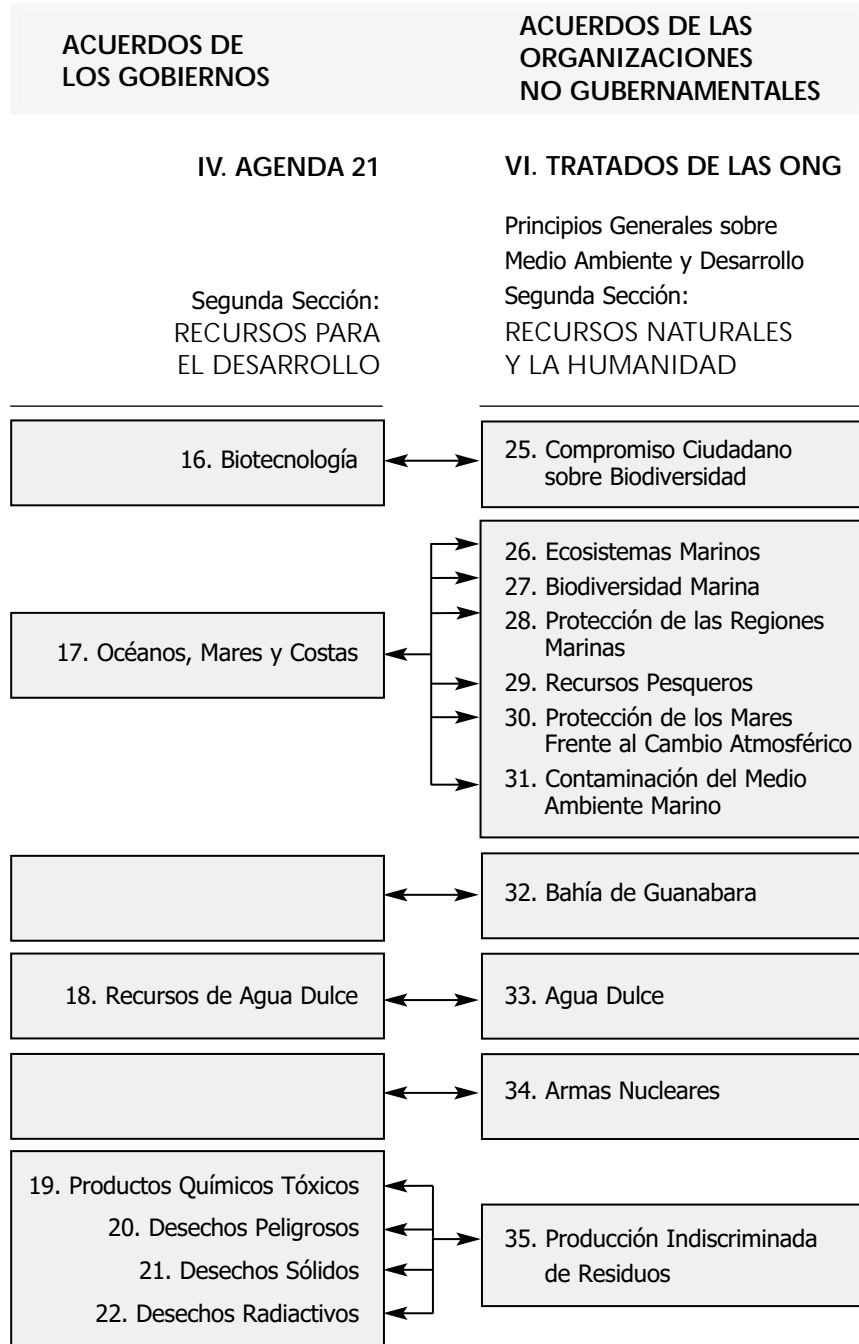 ACUERDOS DE
LOS GOBIERNOS
ACUERDOS DE LAS
ORGANIZACIONES
NO GUBERNAMENTALES
IV. AGENDA 21
VI. TRATADOS DE LAS ONG
Principios Generales sobre
Medio Ambiente y Desarrollo
Segunda Sección:
RECURSOS PARA
EL DESARROLLO
Segunda Sección:
RECURSOS NATURALES
Y LA HUMANIDAD
16. Biotecnología
25. Compromiso Ciudadano
sobre Biodiversidad
17. Océanos, Mares y Costas
26. Ecosistemas Marinos
27. Biodiversidad Marina
28. Protección de las Regiones
Marinas
29. Recursos Pesqueros
30. Protección de los Mares
Frente al Cambio Atmosférico
31. Contaminación del Medio
Ambiente Marino
32. Bahía de Guanabara
18. Recursos de Agua Dulce
33. Agua Dulce
34. Armas Nucleares
19. Productos Químicos Tóxicos
20. Desechos Peligrosos
21. Desechos Sólidos
22. Desechos Radiactivos
35. Producción Indiscriminada
de Residuos